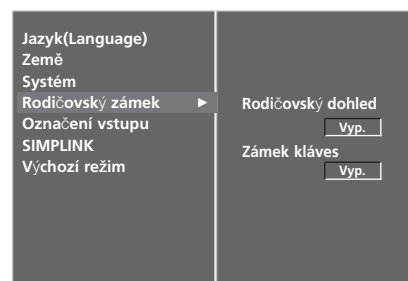 Jazyk(Language)
Země
Systém
Rodičovský zámek ►
Označení vstupu
SIMPLINK
Výchozí režim
Rodičovský dohled
Vyp.
Zámek kláves
Vyp.